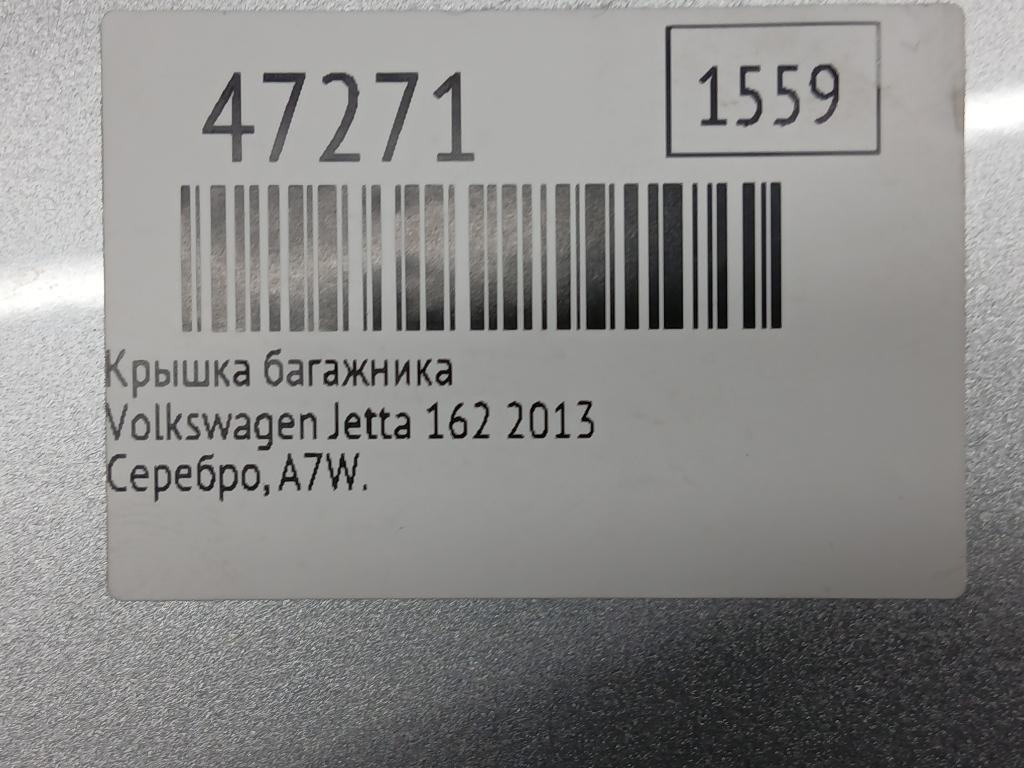 47271
1559
Крышка багажника
Volkswagen Jetta 162 2013
Серебро, A7W.